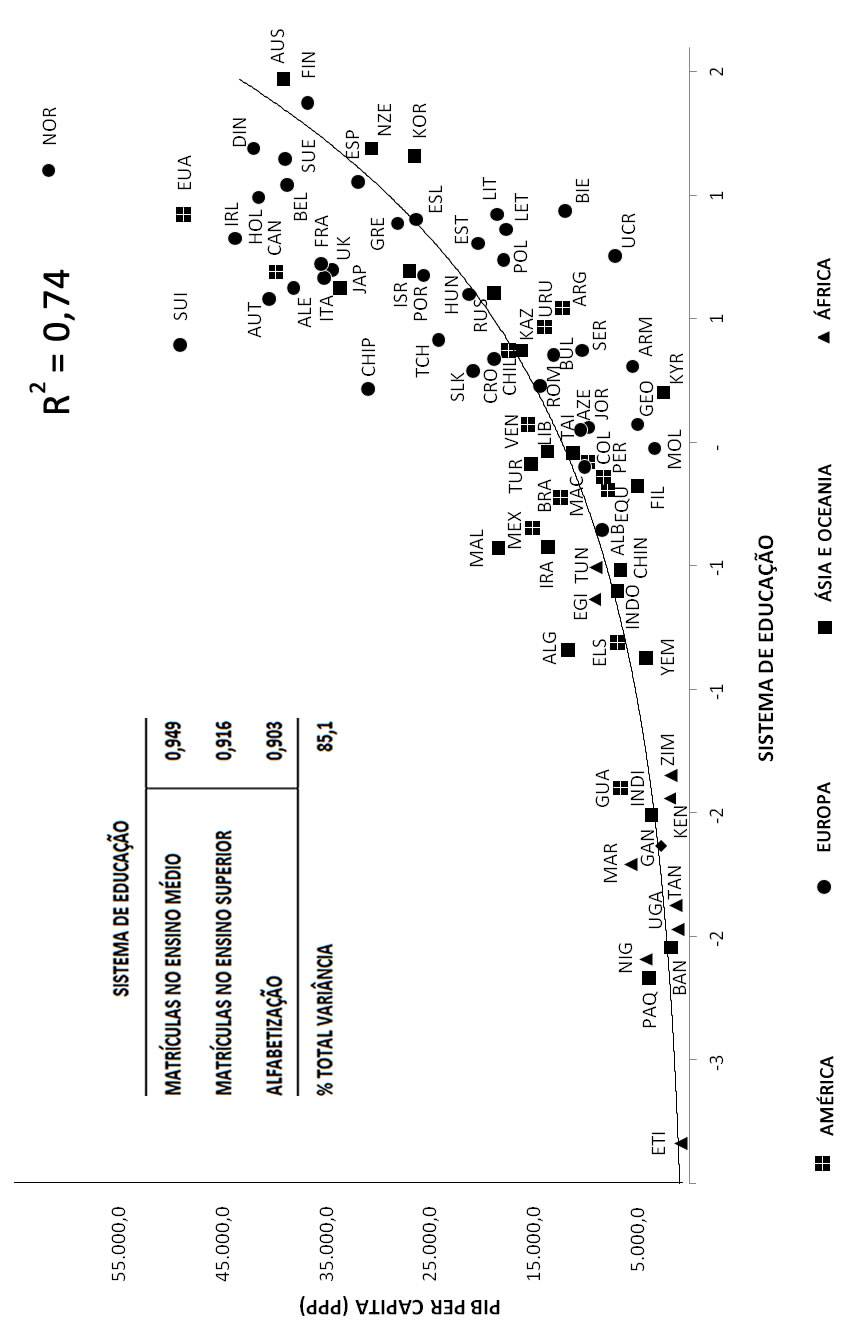 R² = 0,74
SISTEMA DE EDUCAÇÃO
MATRÍCULAS NO ENSINO MÉDIO 0,949
MATRÍCULAS NO ENSINO SUPERIOR 0,916
ALFABETIZAÇÃO 0,903
% TOTAL VARIÂNCIA 85,1
PIB PER CAPITA (PPP)
55.000,0
45.000,0
35.000,0
25.000,0
15.000,0
5.000,0
NOR
SUI
EUA
IRL
DIN
HOL
AUT
CAN
SUE
BEL
AUS
FIN
ALE
FRA
UK
ITA
JAP
ESP
NZE
CHIP
GRE
KOR
ISR
POR
ESL
TCH
HUN
EST
RUS
LIT
LET
POL
SLK
CRO
CHIL
KAZ
URU
ARG
BIE
UCR
MAL
MEX
TUR
VEN
LIB
ROM
BUL
SER
IRA
BRA
TAI
AZE
JOR
ARM
ALG
EGI
TUN
MAC
COL
PER
GEO
KYR
ALB
EQU
FIL
MOL
ELS
INDO
CHIN
YEM
GUA
INDI
ZIM
MAR
GAN
KEN
NIG
UGA
TAN
PAQ
BAN
ETI
-3
-2
-2
-1
-1
-
1
1
2
SISTEMA DE EDUCAÇÃO
AMÉRICA
EUROPA
ÁSIA E OCEANIA
ÁFRICA